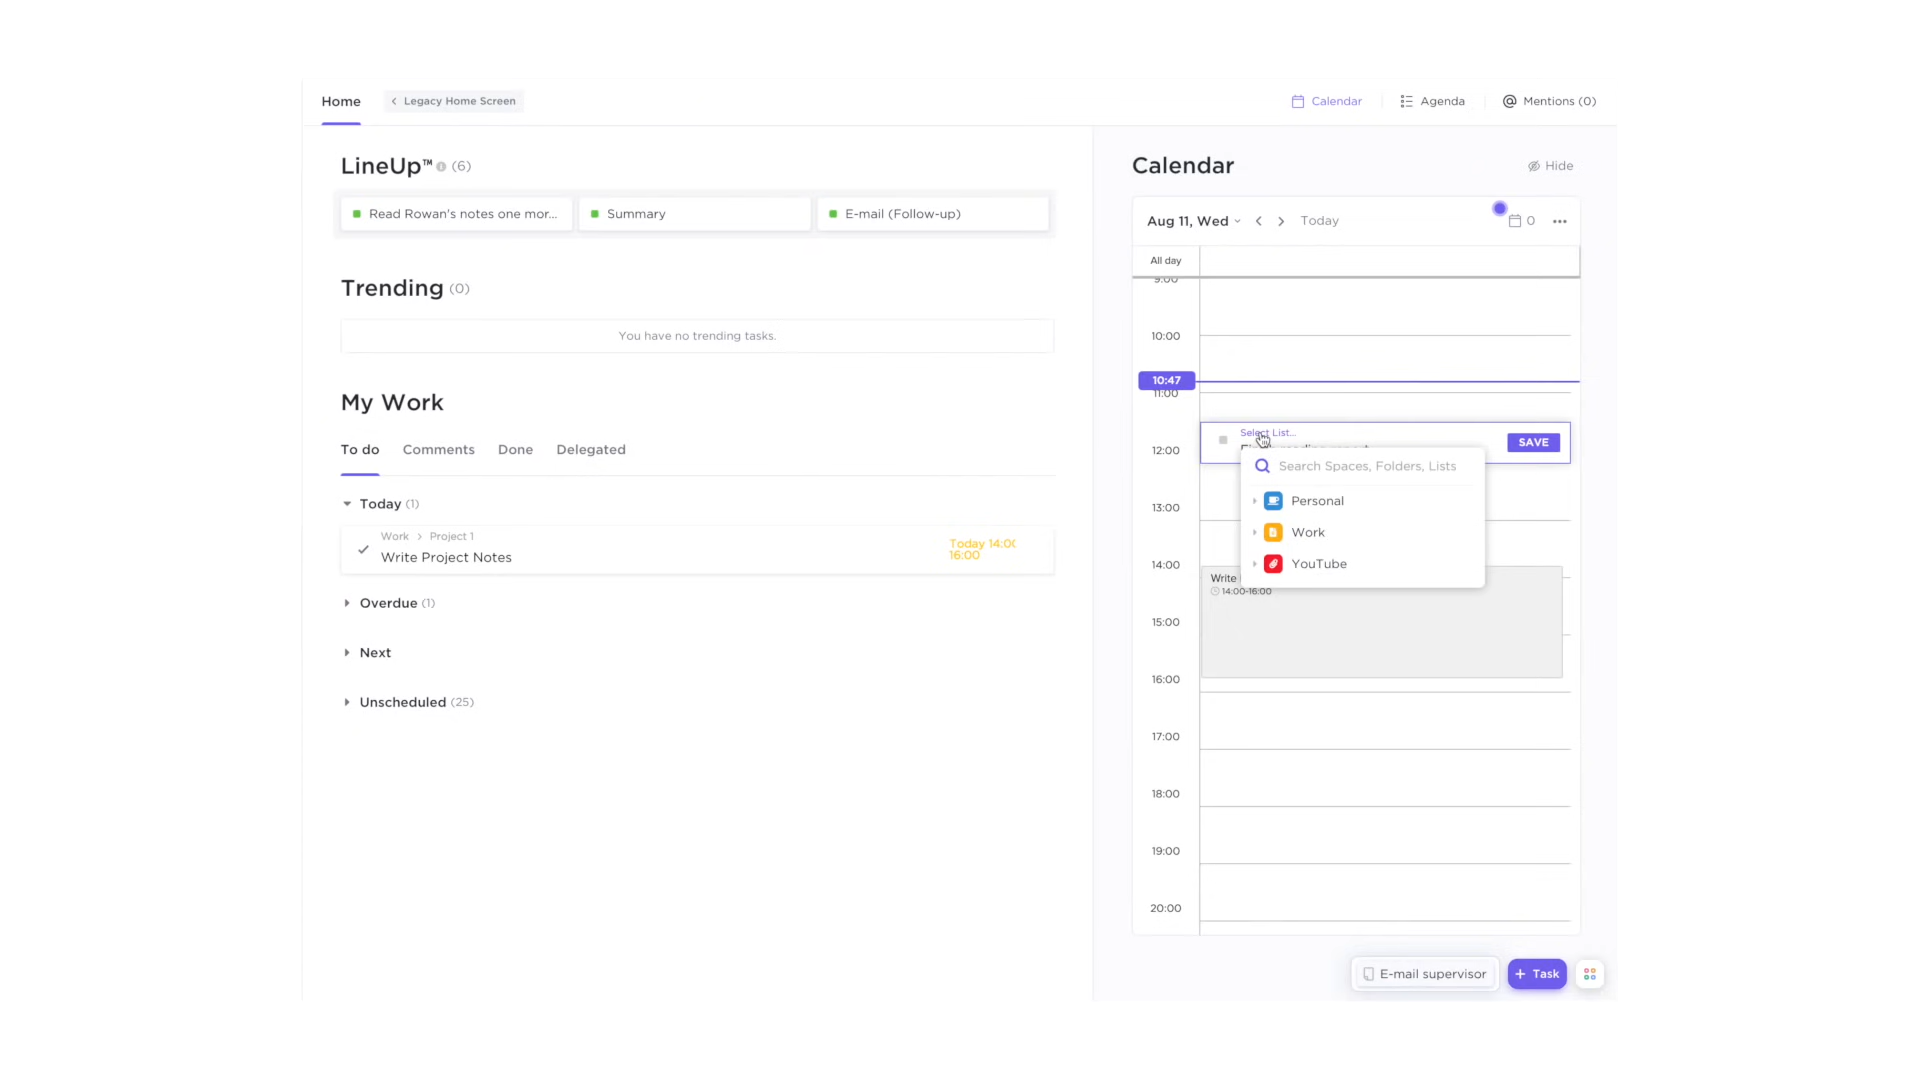 Home
Legacy Home Screen
Calendar
Agenda
Mentions (0)
LineUp™ (6)
Read Rowan's notes one mor...
Summary
E-mail (Follow-up)
Trending (0)
You have no trending tasks.
My Work
To do
Comments
Done
Delegated
Today (1)
Work > Project 1
Write Project Notes
Today 14:00
16:00
Overdue (1)
Next
Unscheduled (25)
Calendar
Hide
Aug 11, Wed
Today
0
All day
9:00
10:00
10:47
11:00
Select List...
SAVE
12:00
Search Spaces, Folders, Lists
Personal
13:00
Work
YouTube
14:00
Write
14:00-16:00
15:00
16:00
17:00
18:00
19:00
20:00
E-mail supervisor
+ Task